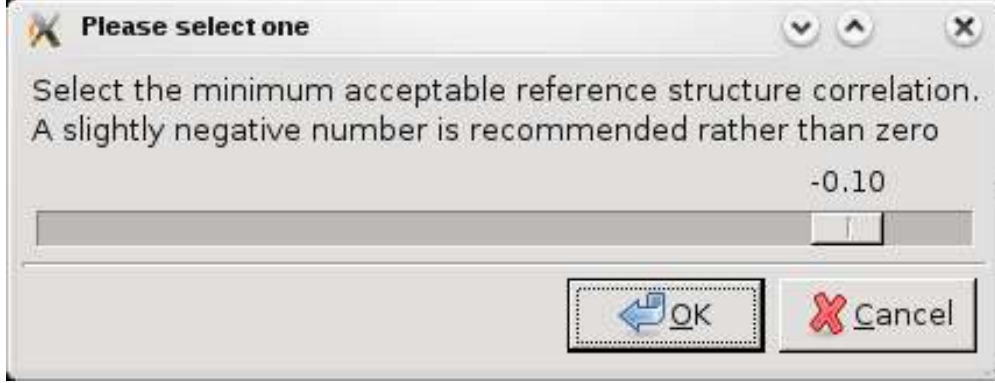 Please select one
Select the minimum acceptable reference structure correlation.
A slightly negative number is recommended rather than zero
-0.10
OK
Cancel